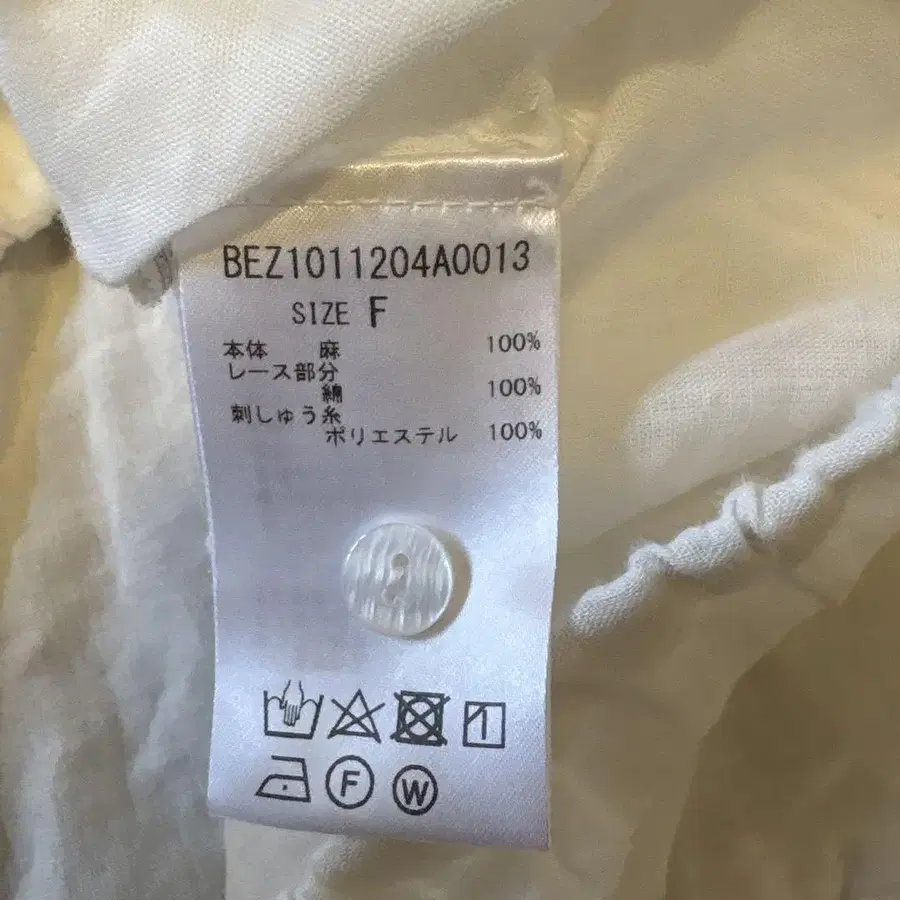 BEZ1011204A0013
SIZE F
本体 麻 100%
レース部分
綿 100%
刺しゅう糸
ポリエステル 100%
F W